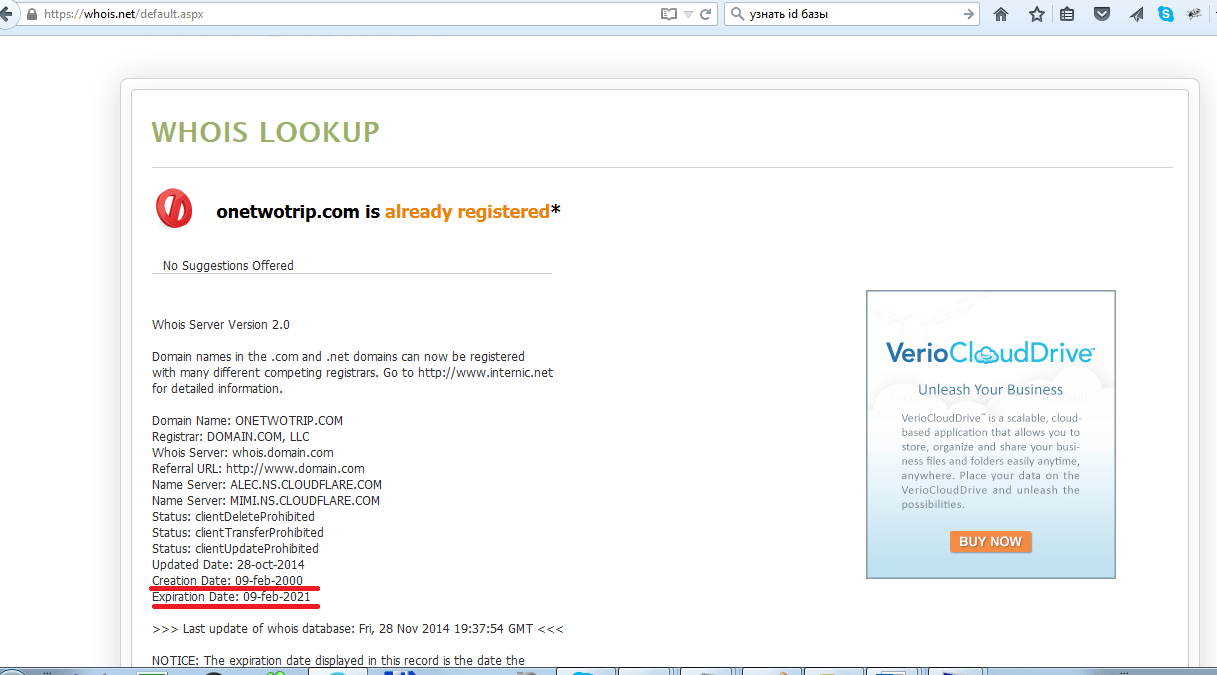 https://whois.net/default.aspx
узнать id базы
WHOIS LOOKUP
onetwotrip.com is already registered*
No Suggestions Offered
Whois Server Version 2.0
Domain names in the .com and .net domains can now be registered
with many different competing registrars. Go to http://www.internic.net
for detailed information.
Domain Name: ONETWOTRIP.COM
Registrar: DOMAIN.COM, LLC
Whois Server: whois.domain.com
Referral URL: http://www.domain.com
Name Server: ALEC.NS.CLOUDFLARE.COM
Name Server: MIMI.NS.CLOUDFLARE.COM
Status: clientDeleteProhibited
Status: clientTransferProhibited
Status: clientUpdateProhibited
Updated Date: 28-oct-2014
Creation Date: 09-feb-2000
Expiration Date: 09-feb-2021
>>> Last update of whois database: Fri, 28 Nov 2014 19:37:54 GMT <<<
NOTICE: The expiration date displayed in this record is the date the
VerioCloudDrive™
Unleash Your Business
VerioCloudDrive™ is a scalable, cloud-
based application that allows you to
store, organize and share your busi-
ness files and folders easily anytime,
anywhere. Place your data on the
VerioCloudDrive and unleash the
possibilities.
BUY NOW